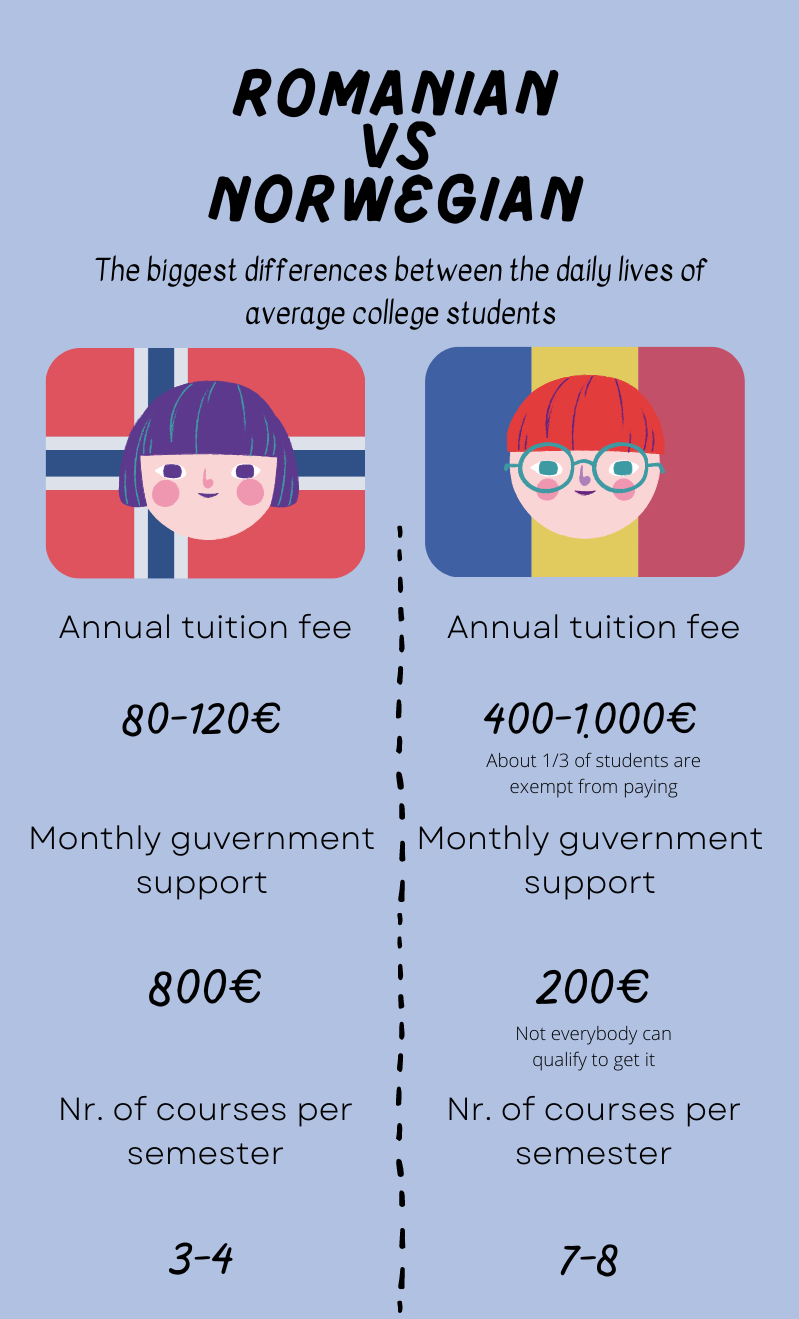 ROMANIAN
VS
NORWEGIAN
The biggest differences between the daily lives of
average college students
Annual tuition fee
80-120€
Monthly guvernment
support
800€
Nr. of courses per
semester
3-4
Annual tuition fee
400-1.000€
About 1/3 of students are
exempt from paying
Monthly guvernment
support
200€
Not everybody can
qualify to get it
Nr. of courses per
semester
7-8